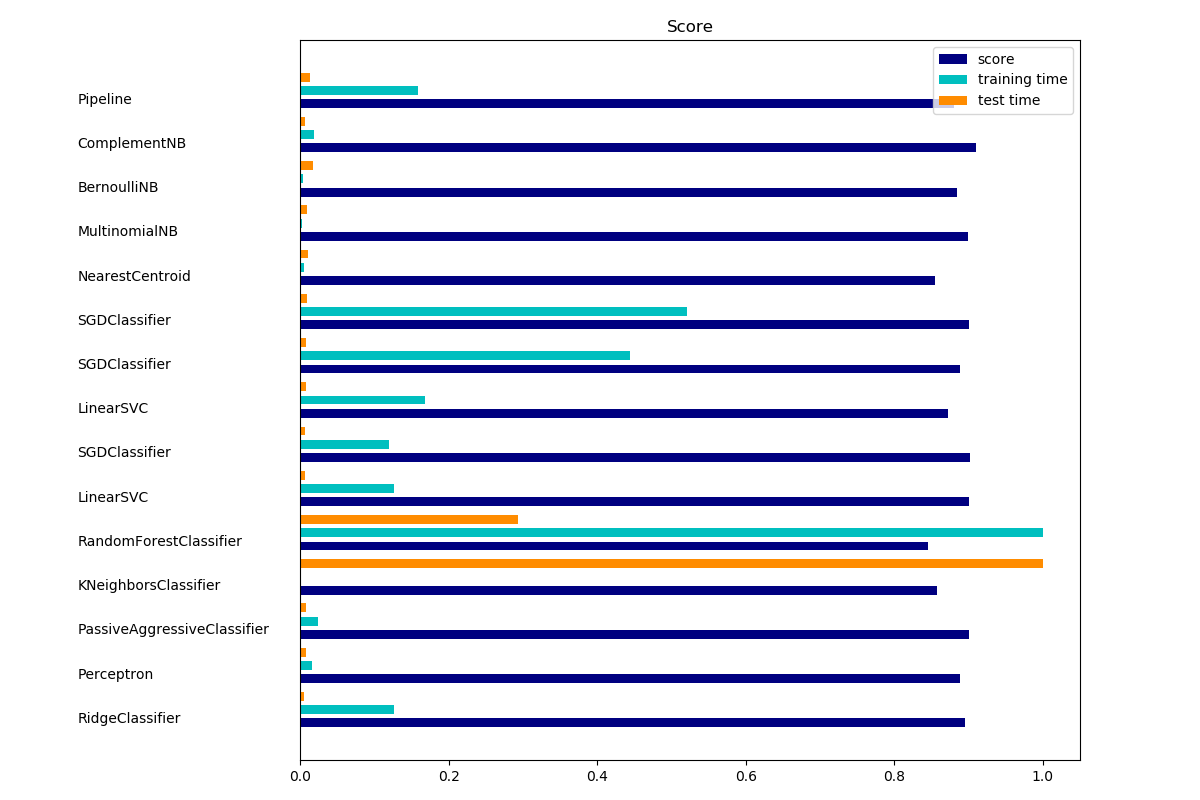 Score
score
training time
test time
Pipeline
ComplementNB
BernoulliNB
MultinomialNB
NearestCentroid
SGDClassifier
SGDClassifier
LinearSVC
SGDClassifier
LinearSVC
RandomForestClassifier
KNeighborsClassifier
PassiveAggressiveClassifier
Perceptron
RidgeClassifier
0.0 0.2 0.4 0.6 0.8 1.0